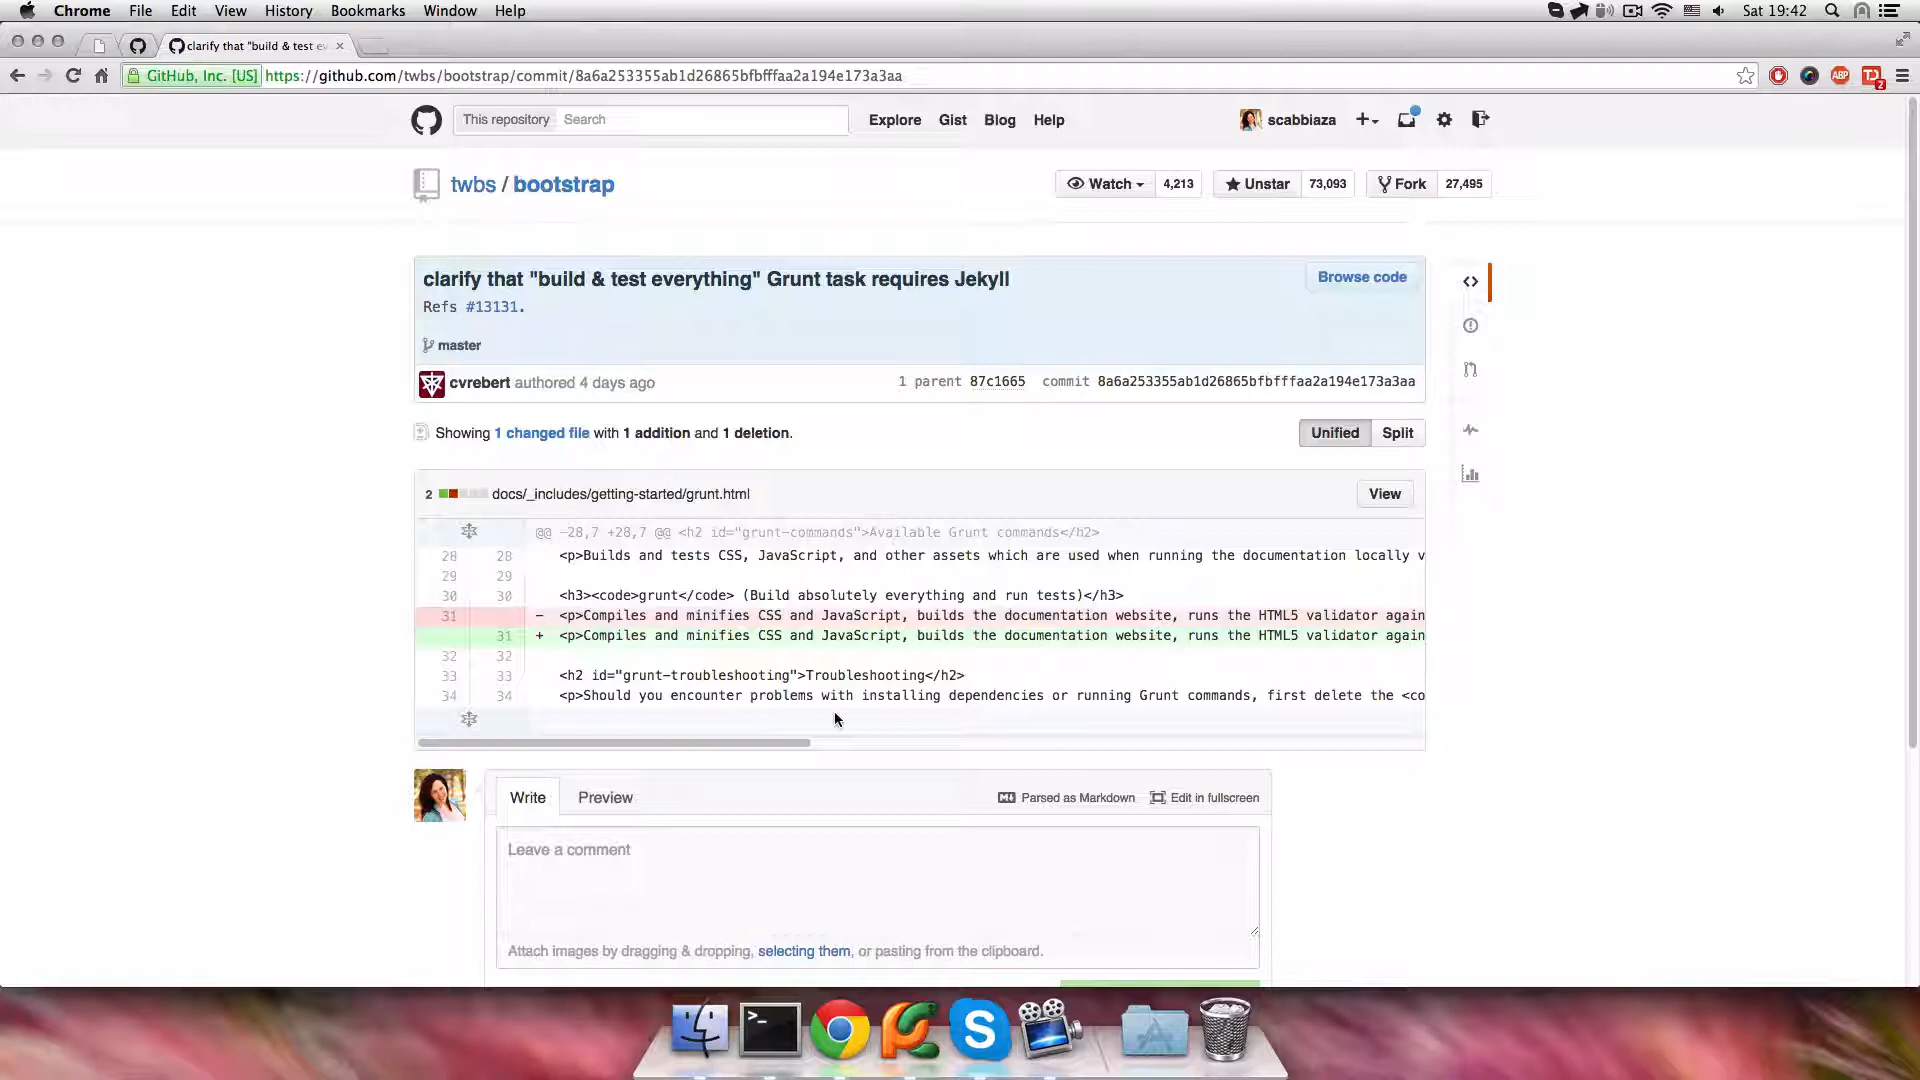 Chrome File Edit View History Bookmarks Window Help Sat 19:42
clarify that "build & test ev
GitHub, Inc. [US] https://github.com/twbs/bootstrap/commit/8a6a253355ab1d26865bfbfffaa2a194e173a3aa ABP 2
This repository Search Explore Gist Blog Help scabbiaza
twbs / bootstrap Watch 4,213 Unstar 73,093 Fork 27,495
clarify that "build & test everything" Grunt task requires Jekyll Browse code
Refs #13131.
master
cvrebert authored 4 days ago 1 parent 87c1665 commit 8a6a253355ab1d26865bfbfffaa2a194e173a3aa
Showing 1 changed file with 1 addition and 1 deletion. Unified Split
2 docs/_includes/getting-started/grunt.html View
@@ -28,7 +28,7 @@ <h2 id="grunt-commands">Available Grunt commands</h2>
28 28 <p>Builds and tests CSS, JavaScript, and other assets which are used when running the documentation locally v
29 29
30 30 <h3><code>grunt</code> (Build absolutely everything and run tests)</h3>
31 - <p>Compiles and minifies CSS and JavaScript, builds the documentation website, runs the HTML5 validator again
31 + <p>Compiles and minifies CSS and JavaScript, builds the documentation website, runs the HTML5 validator again
32 32
33 33 <h2 id="grunt-troubleshooting">Troubleshooting</h2>
34 34 <p>Should you encounter problems with installing dependencies or running Grunt commands, first delete the <co
Write Preview Parsed as Markdown Edit in fullscreen
Leave a comment
Attach images by dragging & dropping, selecting them, or pasting from the clipboard.